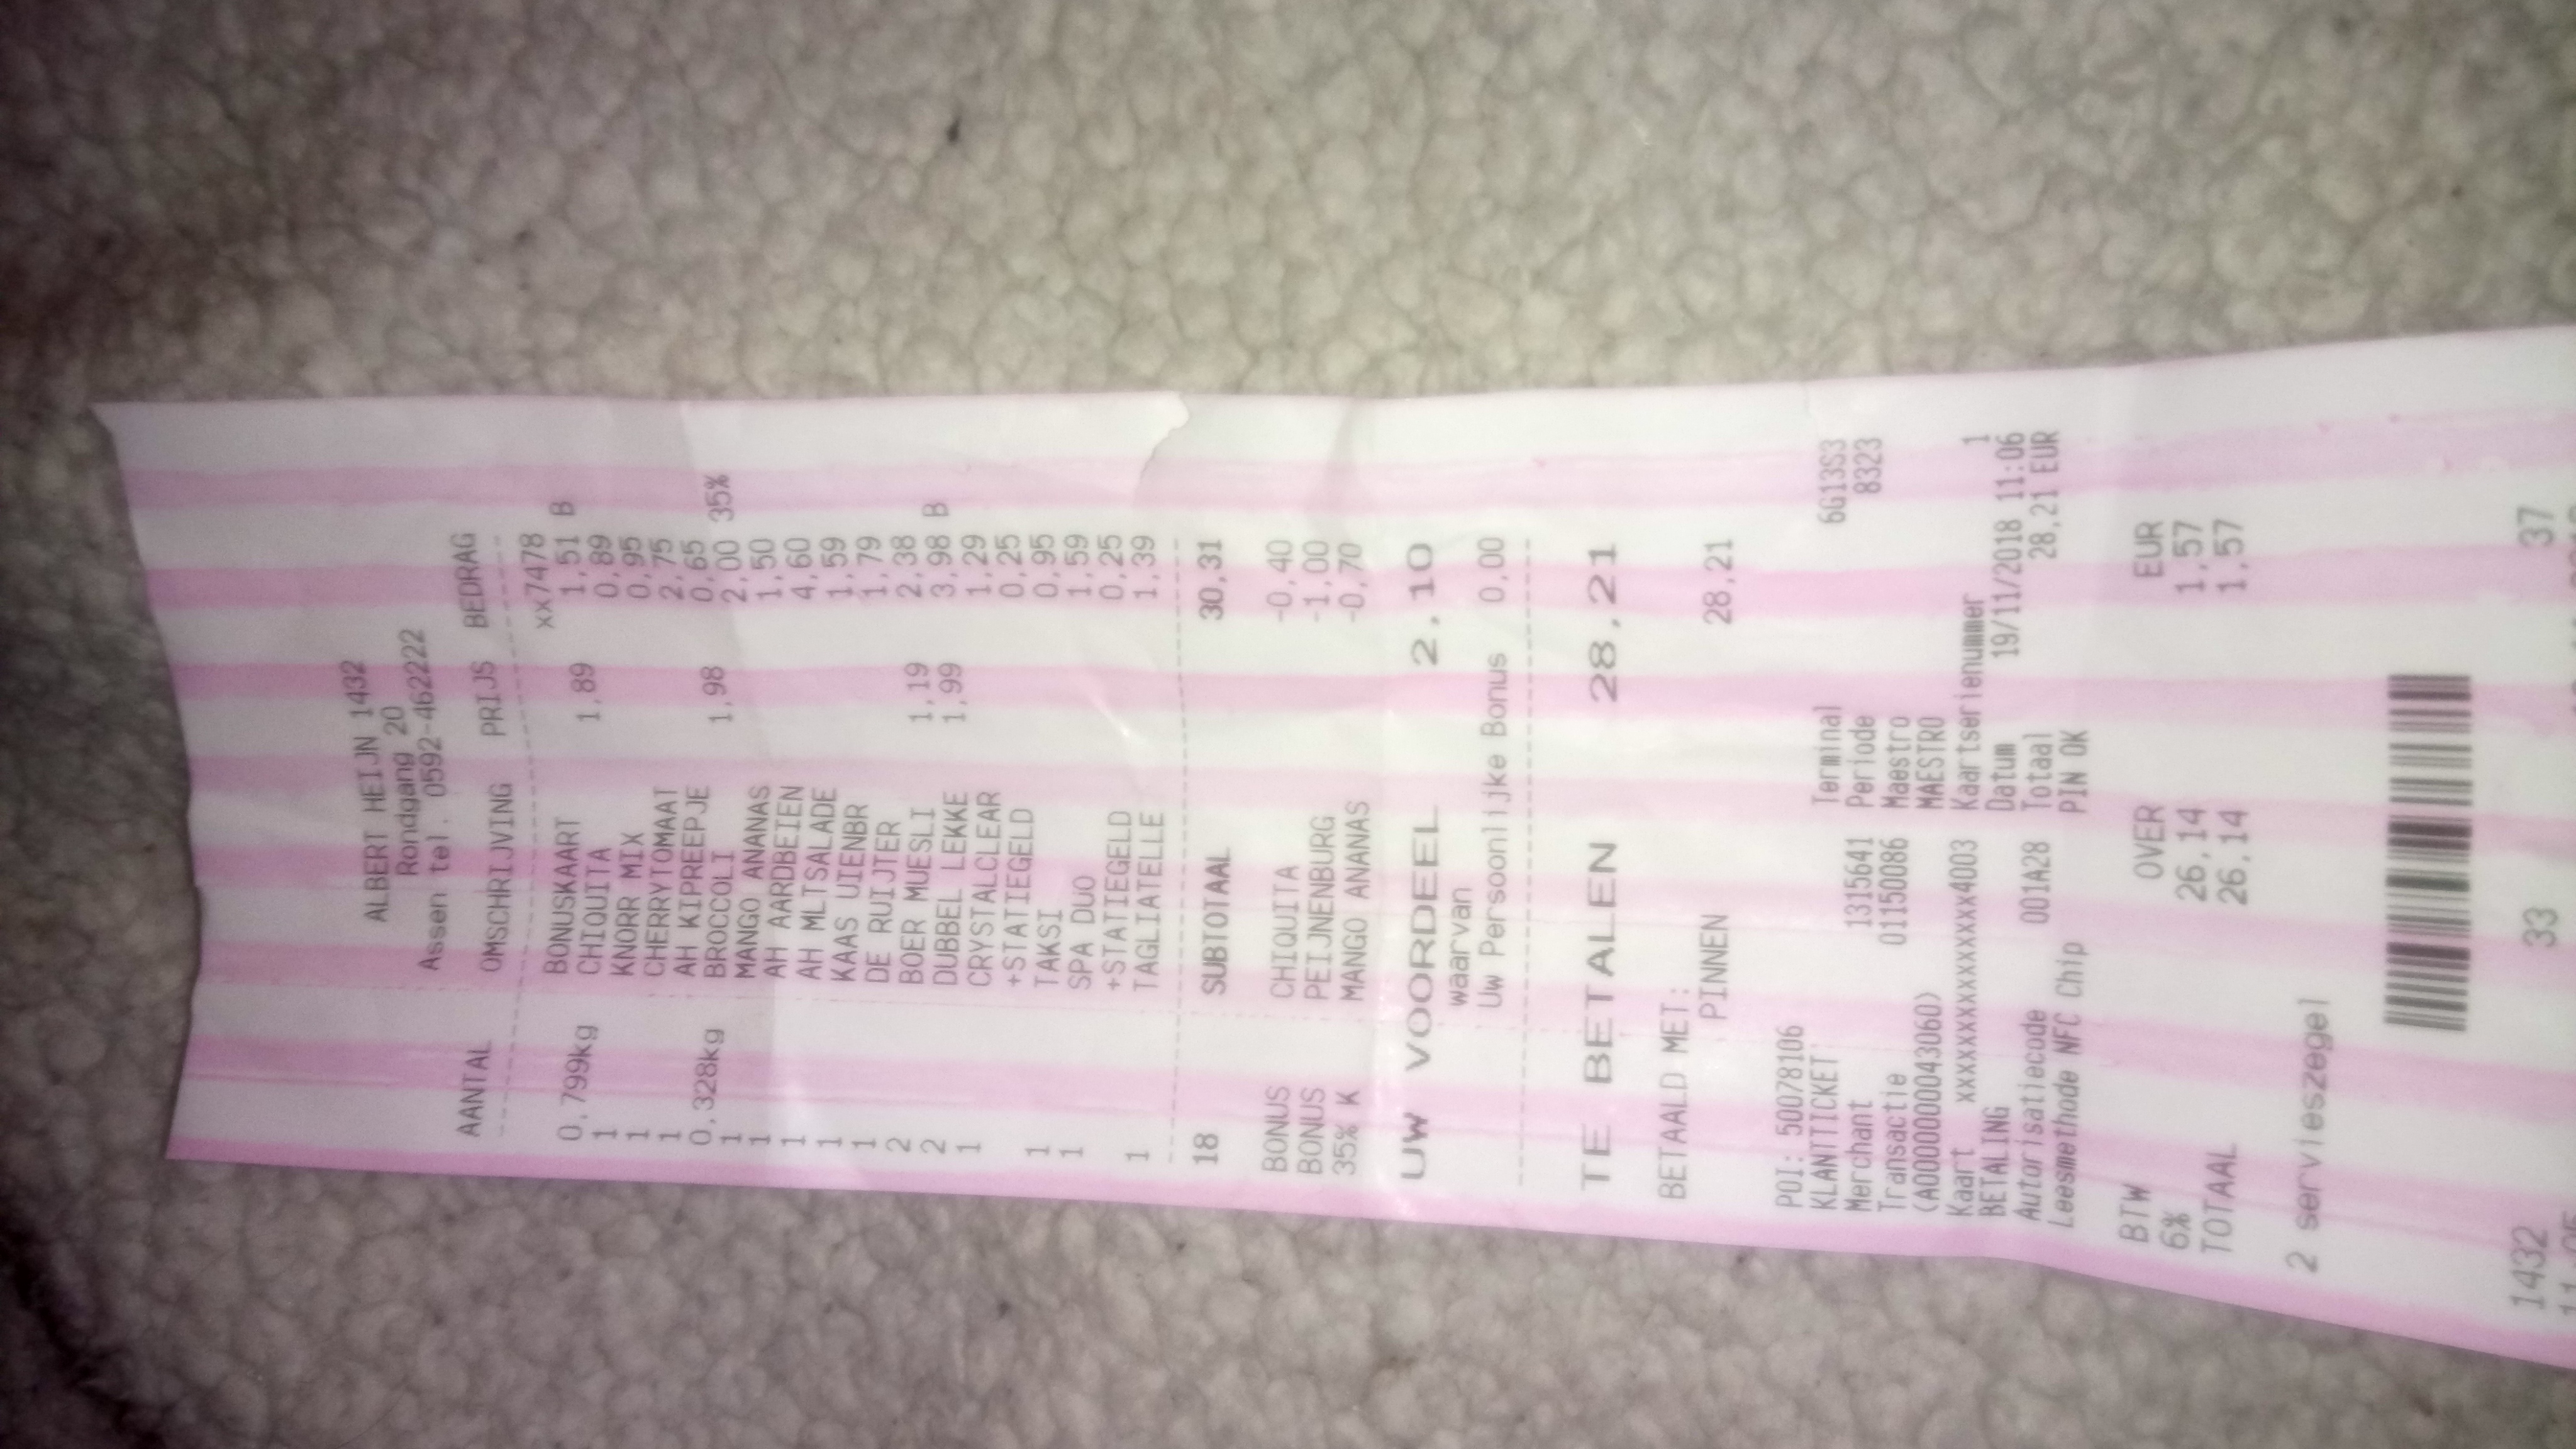 ALBERT HEIJN 1432
Rondgang 20
Assen tel. 0592-462222
AANTAL OMSCHRIJVING PRIJS BEDRAG
BONUSKAART xx7478
0,799kg CHIQUITA 1,89 1,51 B
1 KNORR MIX 0,89
1 CHERRYTOMAAT 0,95
1 AH KIPREEPJE 2,75
0,328kg BROCCOLI 1,98 0,65
1 MANGO ANANAS 2,00 35%
1 AH AARDBEIEN 1,50
1 AH MLTSALADE 4,60
1 KAAS UIENBR 1,59
1 DE RUIJTER 1,79
2 BOER MUESLI 1,19 2,38
2 DUBBEL LEKKE 1,99 3,98 B
1 CRYSTALCLEAR 1,29
+STATIEGELD 0,25
1 TAKSI 0,95
1 SPA DUO 1,59
+STATIEGELD 0,25
1 TAGLIATELLE 1,39
18 SUBTOTAAL 30,31
BONUS CHIQUITA -0,40
BONUS PEIJNENBURG -1,00
35% K MANGO ANANAS -0,70
UW VOORDEEL 2,10
waarvan
Uw Persoonlijke Bonus 0,00
TE BETALEN 28,21
BETAALD MET:
PINNEN 28,21
POI: 50078106
KLANTTICKET Terminal 6G13S3
Merchant 1315641 Periode 8323
Transactie 01150086 Maestro
(A0000000043060) MAESTRO
Kaart xxxxxxxxxxxxxxx4003 Kaartserienummer 1
BETALING Datum 19/11/2018 11:06
Autorisatiecode 001A28 Totaal 28,21 EUR
Leesmethode NFC Chip PIN OK
BTW OVER EUR
6% 26,14 1,57
TOTAAL 26,14 1,57
2 servieszegel
1432 33 37